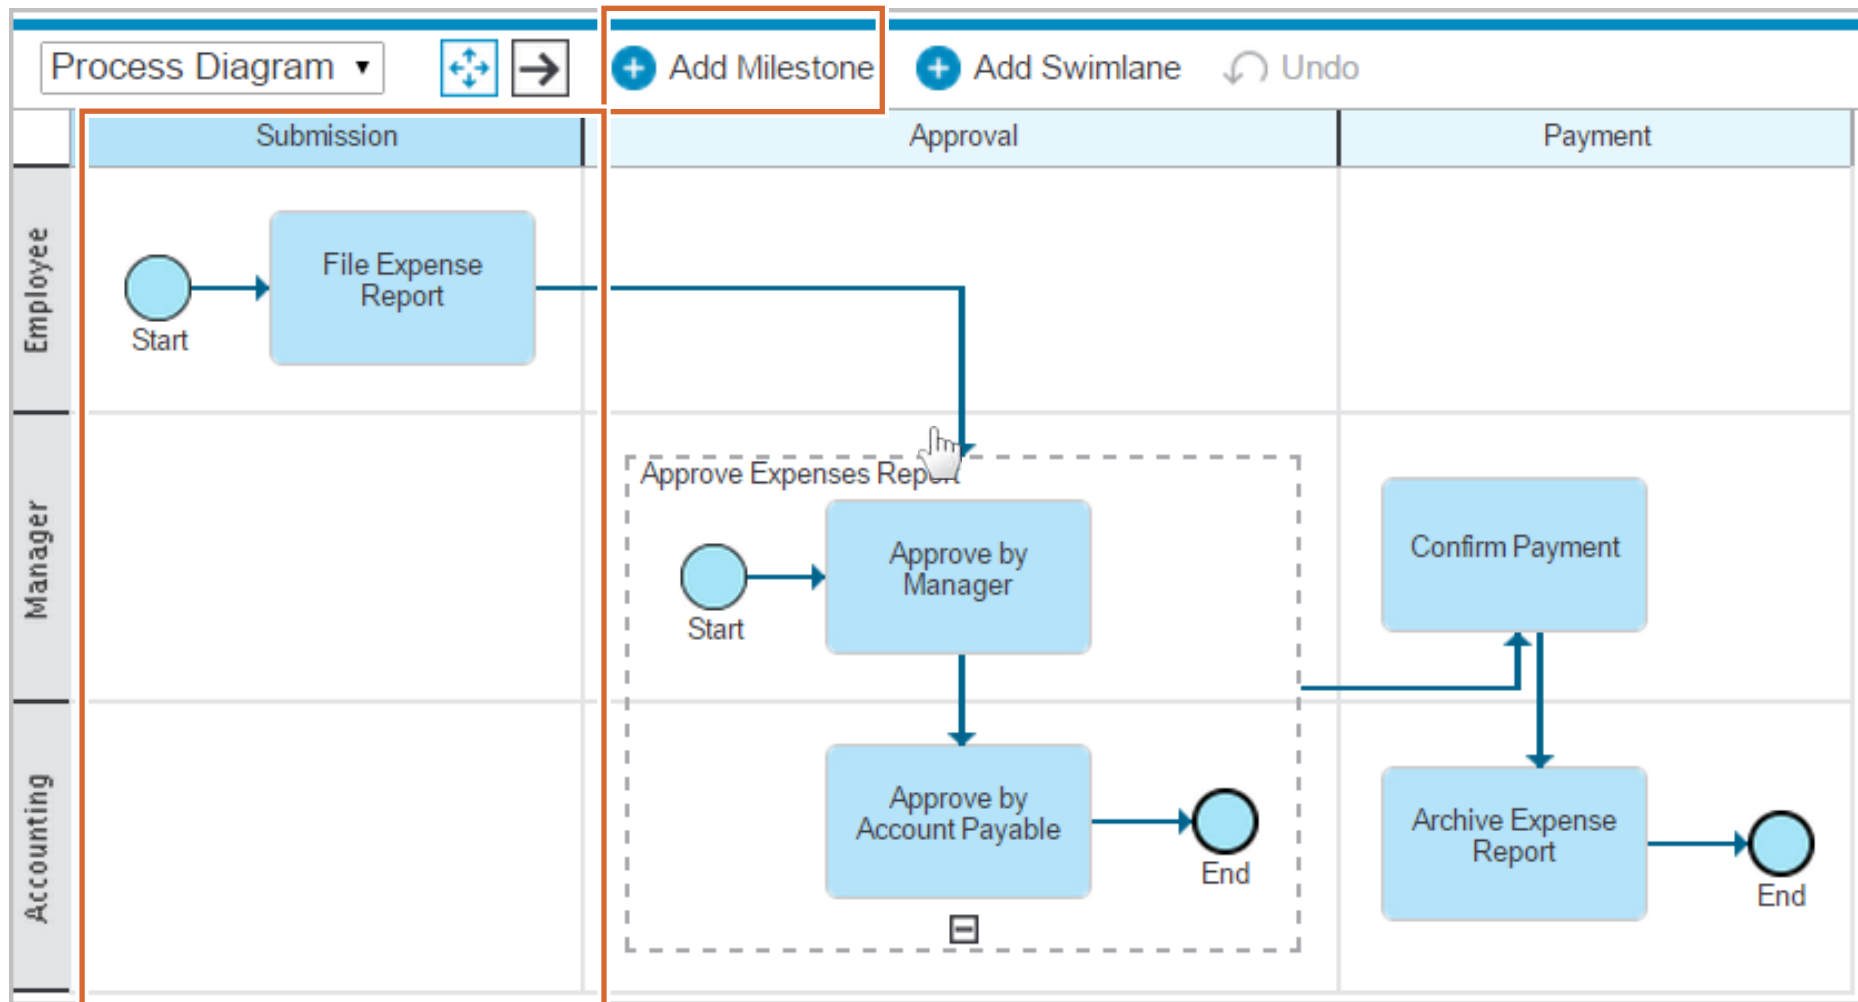 Process Diagram
Add Milestone
Add Swimlane
Undo
Submission
Approval
Payment
Employee
File Expense
Report
Start
Manager
Approve Expenses Report
Approve by
Manager
Start
Confirm Payment
Accounting
Approve by
Account Payable
End
Archive Expense
Report
End